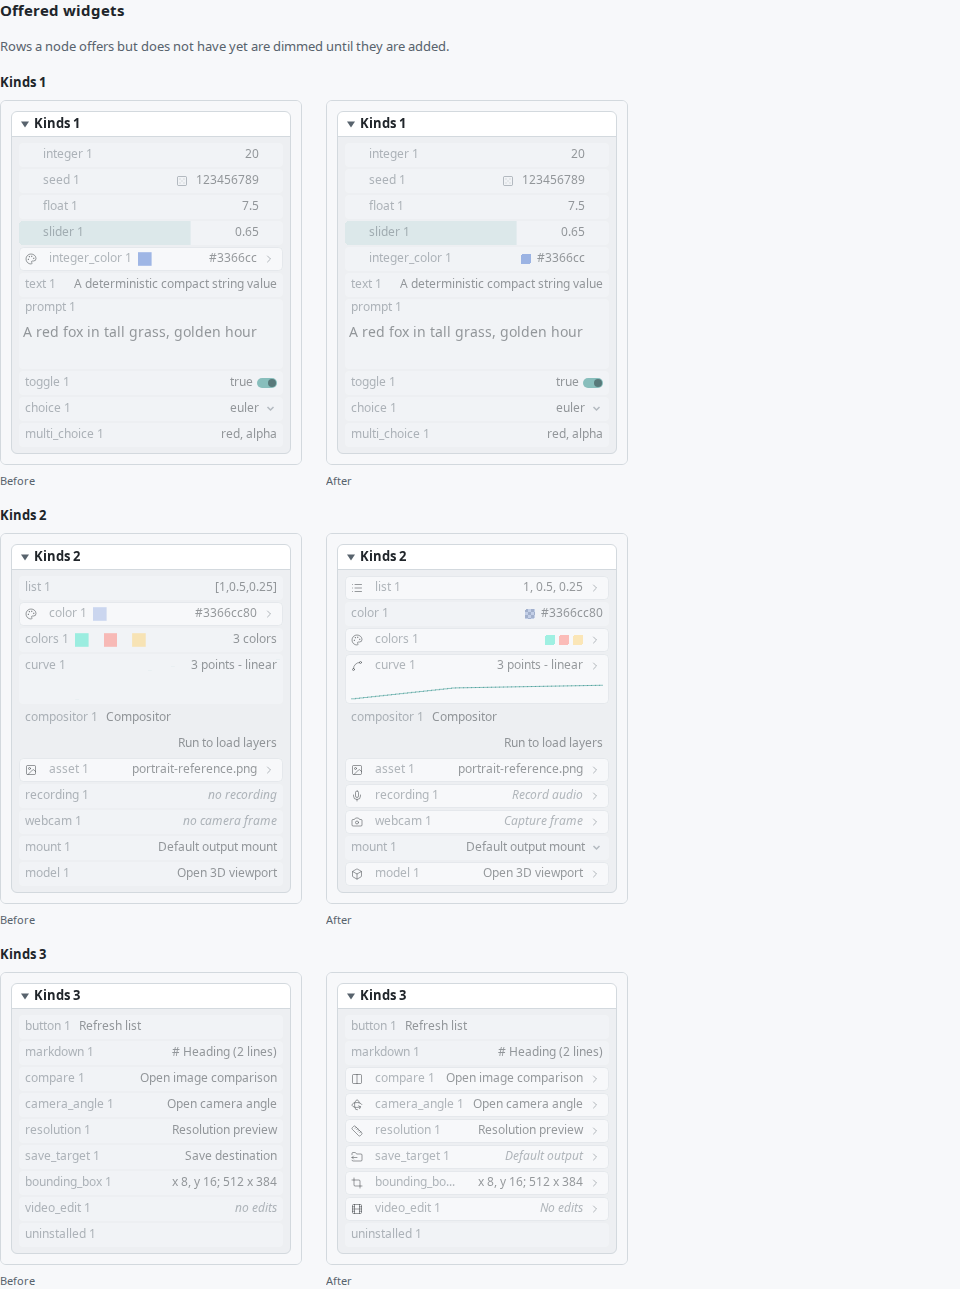 Offered widgets
Rows a node offers but does not have yet are dimmed until they are added.
Kinds 1
Kinds 1
integer 1 20
seed 1 123456789
float 1 7.5
slider 1 0.65
integer_color 1 #3366cc
text 1 A deterministic compact string value
prompt 1
A red fox in tall grass, golden hour
toggle 1 true
choice 1 euler
multi_choice 1 red, alpha
Before
Kinds 1
integer 1 20
seed 1 123456789
float 1 7.5
slider 1 0.65
integer_color 1 #3366cc
text 1 A deterministic compact string value
prompt 1
A red fox in tall grass, golden hour
toggle 1 true
choice 1 euler
multi_choice 1 red, alpha
After
Kinds 2
Kinds 2
list 1 [1,0.5,0.25]
color 1 #3366cc80
colors 1 3 colors
curve 1 3 points - linear
compositor 1 Compositor
Run to load layers
asset 1 portrait-reference.png
recording 1 no recording
webcam 1 no camera frame
mount 1 Default output mount
model 1 Open 3D viewport
Before
Kinds 2
list 1 1, 0.5, 0.25
color 1 #3366cc80
colors 1
curve 1 3 points - linear
compositor 1 Compositor
Run to load layers
asset 1 portrait-reference.png
recording 1 Record audio
webcam 1 Capture frame
mount 1 Default output mount
model 1 Open 3D viewport
After
Kinds 3
Kinds 3
button 1 Refresh list
markdown 1 # Heading (2 lines)
compare 1 Open image comparison
camera_angle 1 Open camera angle
resolution 1 Resolution preview
save_target 1 Save destination
bounding_box 1 x 8, y 16; 512 x 384
video_edit 1 no edits
uninstalled 1
Before
Kinds 3
button 1 Refresh list
markdown 1 # Heading (2 lines)
compare 1 Open image comparison
camera_angle 1 Open camera angle
resolution 1 Resolution preview
save_target 1 Default output
bounding_bo... x 8, y 16; 512 x 384
video_edit 1 No edits
uninstalled 1
After